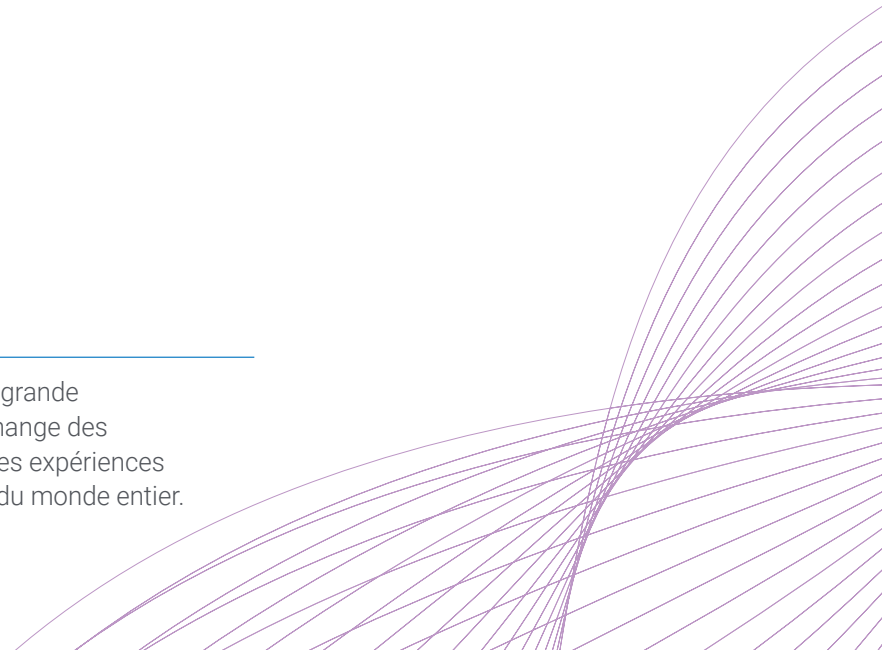 grande
hange des
es expériences
du monde entier.